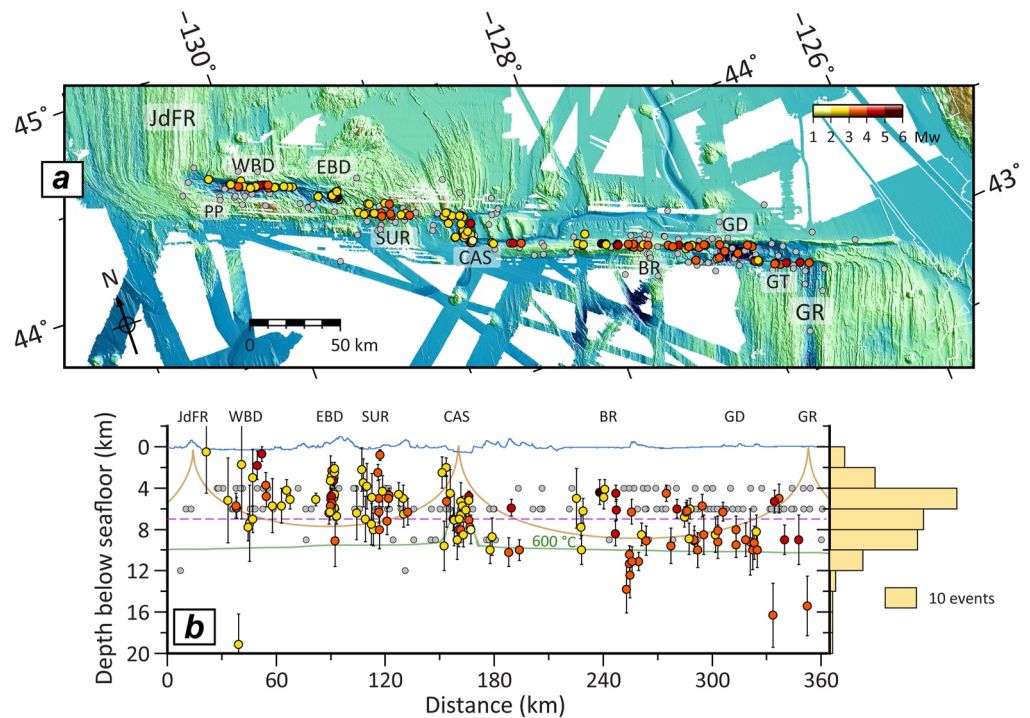 −130° −128° −126°
44°
45°
JdFR
1 2 3 4 5 6 Mw
WBD EBD
a
43°
PP
SUR
GD
CAS
BR
GT
N
GR
44°
0 50 km
JdFR WBD EBD SUR CAS BR GD GR
Depth below seafloor (km)
0
4
8
12
16
20
600 °C
10 events
b
0 60 120 180 240 300 360
Distance (km)